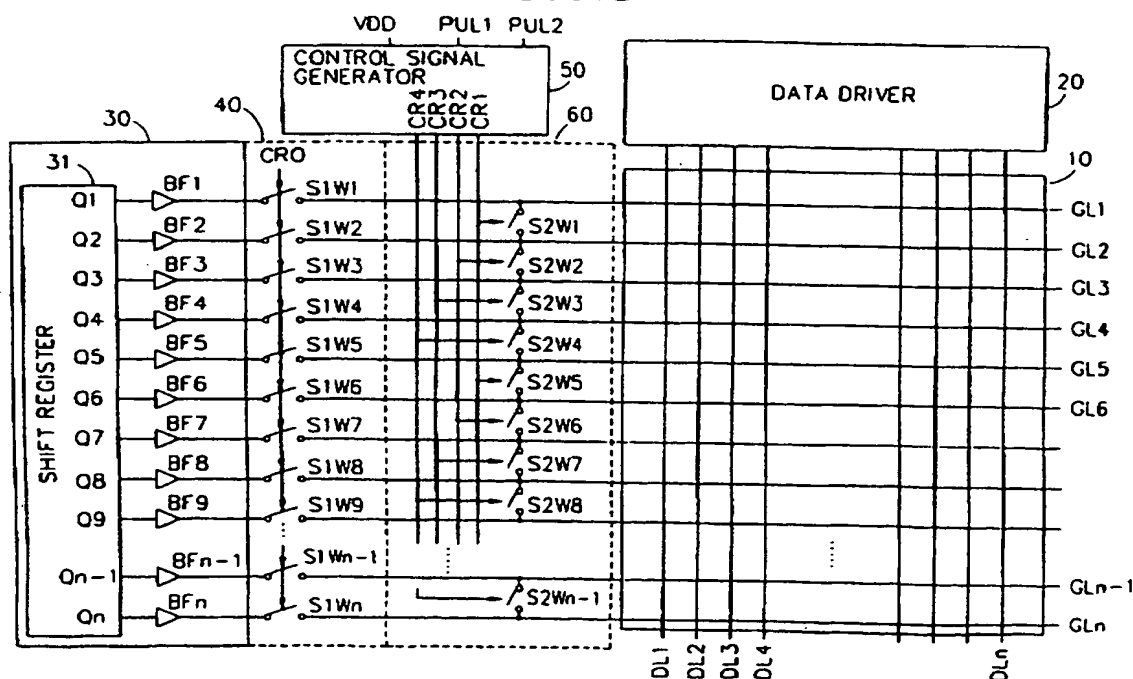 VDD PUL1 PUL2
CONTROL SIGNAL
GENERATOR
CR4
CR3
CR2
CR1
50
DATA DRIVER
20
30
40
60
10
31
CRO
SHIFT REGISTER
Q1 BF1 S1W1 GL1
S2W1
Q2 BF2 S1W2 GL2
S2W2
Q3 BF3 S1W3 GL3
S2W3
Q4 BF4 S1W4 GL4
S2W4
Q5 BF5 S1W5 GL5
S2W5
Q6 BF6 S1W6 GL6
S2W6
Q7 BF7 S1W7
S2W7
Q8 BF8 S1W8
S2W8
Q9 BF9 S1W9
Qn-1 BFn-1 S1Wn-1 GLn-1
S2Wn-1
Qn BFn S1Wn GLn
DL1
DL2
DL3
DL4
DLn